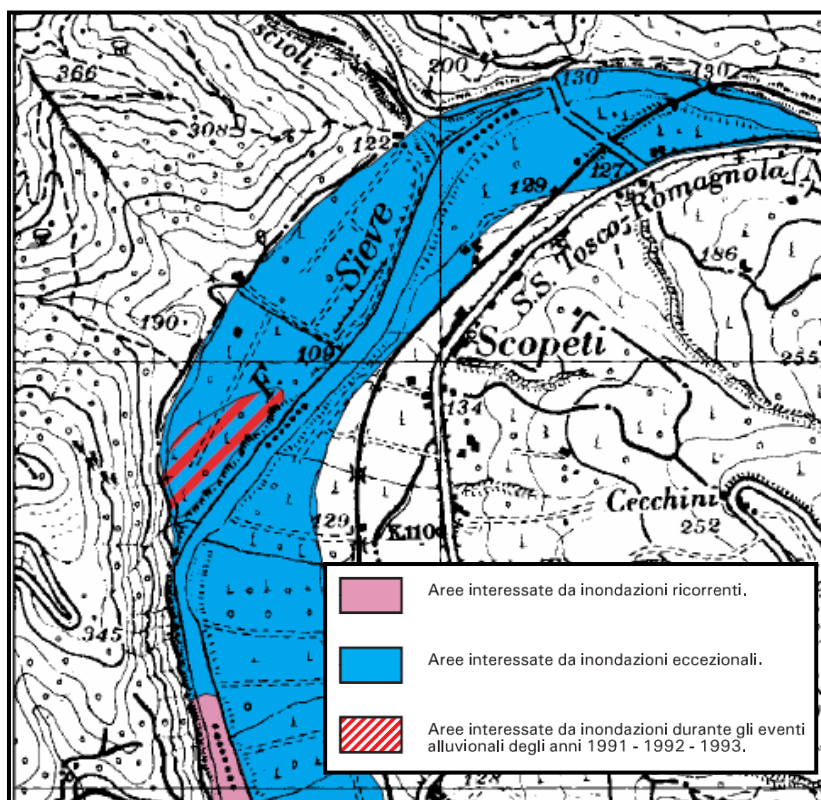 scioli
366
200
130
130
308
122
127
129
S.S. Tosco-Romagnola
186
Sieve
190
109
Scopeti
255
F.
134
Cecchini
252
129
K.110
345
Aree interessate da inondazioni ricorrenti.
Aree interessate da inondazioni eccezionali.
Aree interessate da inondazioni durante gli eventi
alluvionali degli anni 1991 - 1992 - 1993.
128